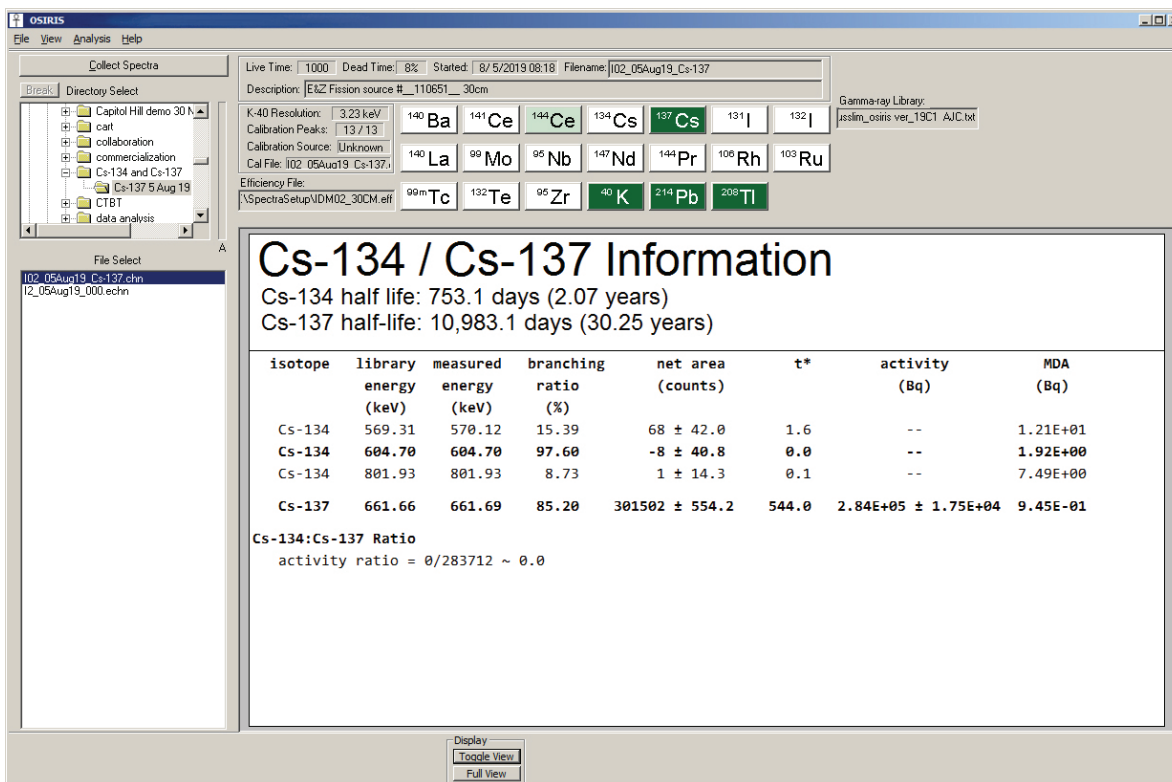 OSIRIS
File View Analysis Help
Collect Spectra
Break Directory Select
Capitol Hill demo 30 N
cart
collaboration
commercialization
Cs-134 and Cs-137
Cs-137 5 Aug 19
CTBT
data analysis
A
File Select
I02_05Aug19_Cs-137.chn
I2_05Aug19_000.echn
Live Time: 1000 Dead Time: 8% Started: 8/ 5/2019 08:18 Filename: I02_05Aug19_Cs-137
Description: E&Z Fission source #__110651__ 30cm
K-40 Resolution: 3.23 keV
Calibration Peaks: 13 / 13
Calibration Source: Unknown
Cal File: I02_05Aug19_Cs-137.
Efficiency File:
:\SpectraSetup\IDM02_30CM.eff
140Ba 141Ce 144Ce 134Cs 137Cs 131I 132I
140La 99Mo 95Nb 147Nd 144Pr 106Rh 103Ru
99mTc 132Te 95Zr 40K 214Pb 208Tl
Gamma-ray Library:
usslim_osiris ver_19C1 AJC.txt
Cs-134 / Cs-137 Information
Cs-134 half life: 753.1 days (2.07 years)
Cs-137 half-life: 10,983.1 days (30.25 years)
isotope library measured branching net area t* activity MDA
energy energy ratio (counts) (Bq) (Bq)
(keV) (keV) (%)
Cs-134 569.31 570.12 15.39 68 ± 42.0 1.6 -- 1.21E+01
Cs-134 604.70 604.70 97.60 -8 ± 40.8 0.0 -- 1.92E+00
Cs-134 801.93 801.93 8.73 1 ± 14.3 0.1 -- 7.49E+00
Cs-137 661.66 661.69 85.20 301502 ± 554.2 544.0 2.84E+05 ± 1.75E+04 9.45E-01
Cs-134:Cs-137 Ratio
activity ratio = 0/283712 ~ 0.0
Display
Toggle View
Full View